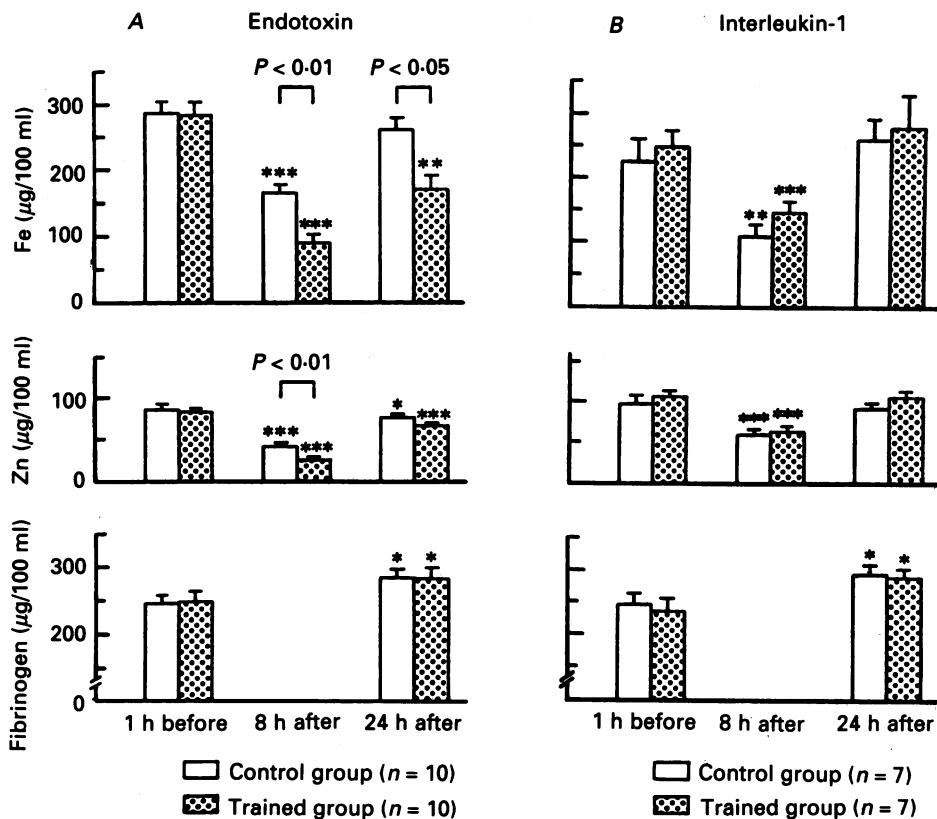 A Endotoxin
P < 0·01 P < 0·05
Fe (μg/100 ml)
300
200
100
0
*** *** **
P < 0·01
Zn (μg/100 ml)
100
0
*** *** * ***
Fibrinogen (μg/100 ml)
300
200
0
* *
1 h before 8 h after 24 h after
Control group (n = 10)
Trained group (n = 10)
B Interleukin-1
** ***
*** ***
* *
1 h before 8 h after 24 h after
Control group (n = 7)
Trained group (n = 7)